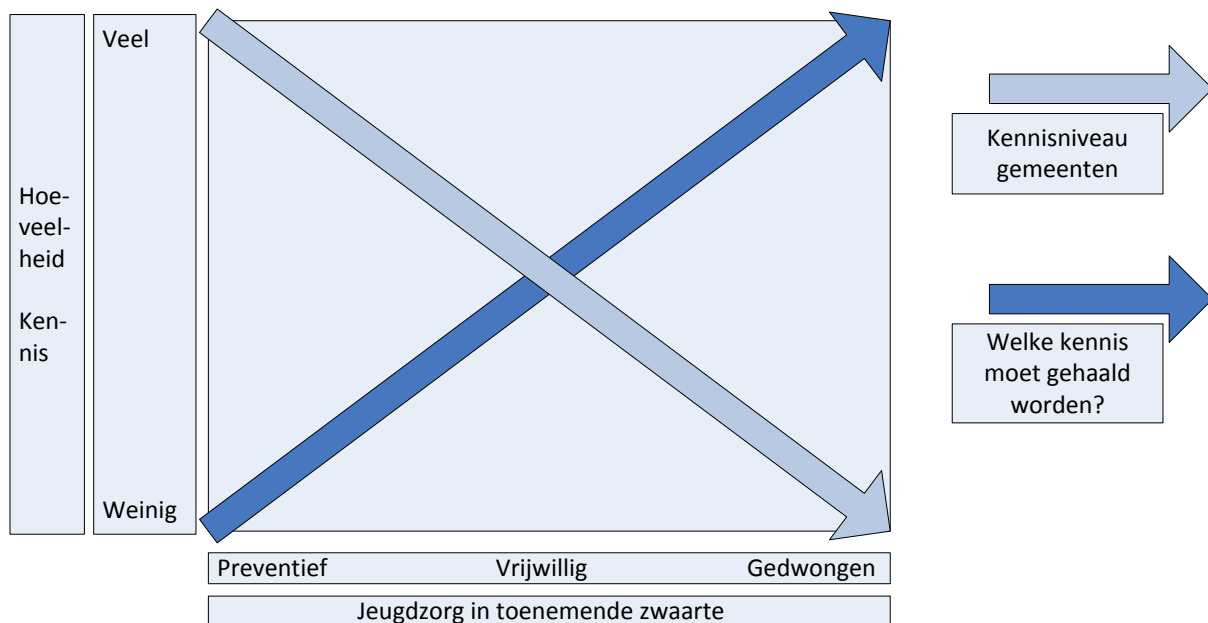 Hoe-
veel-
heid
Ken-
nis
Veel
Weinig
Preventief Vrijwillig Gedwongen
Jeugdzorg in toenemende zwaarte
Kennisniveau
gemeenten
Welke kennis
moet gehaald
worden?